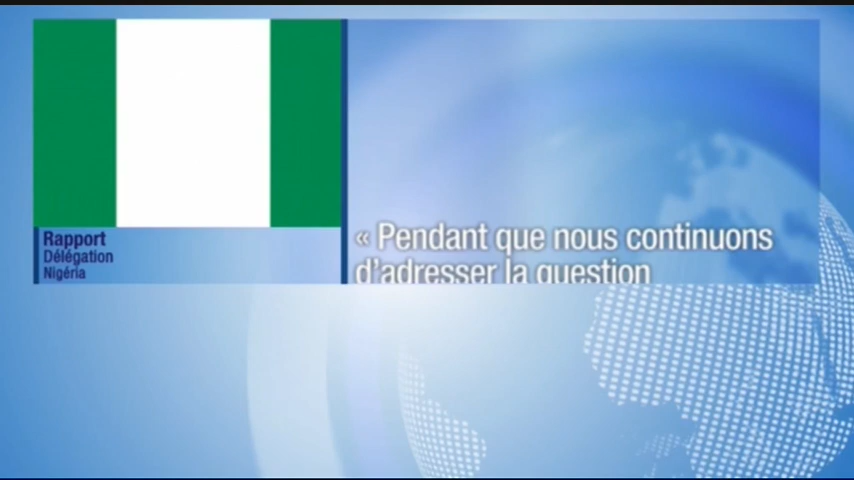 Rapport
Délégation
Nigéria
« Pendant que nous continuons
d’adresser la question